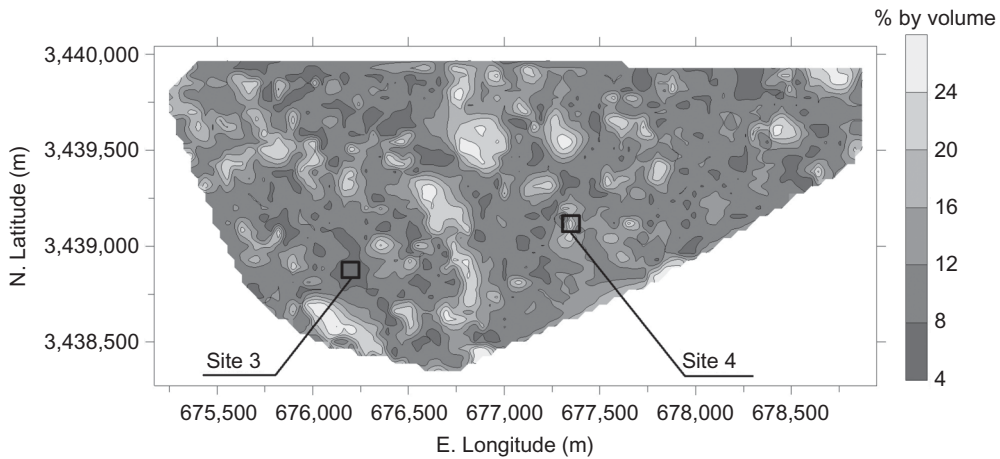 % by volume
3,440,000
3,439,500
3,439,000
3,438,500
N. Latitude (m)
24
20
16
12
8
4
Site 3
Site 4
675,500 676,000 676,500 677,000 677,500 678,000 678,500
E. Longitude (m)